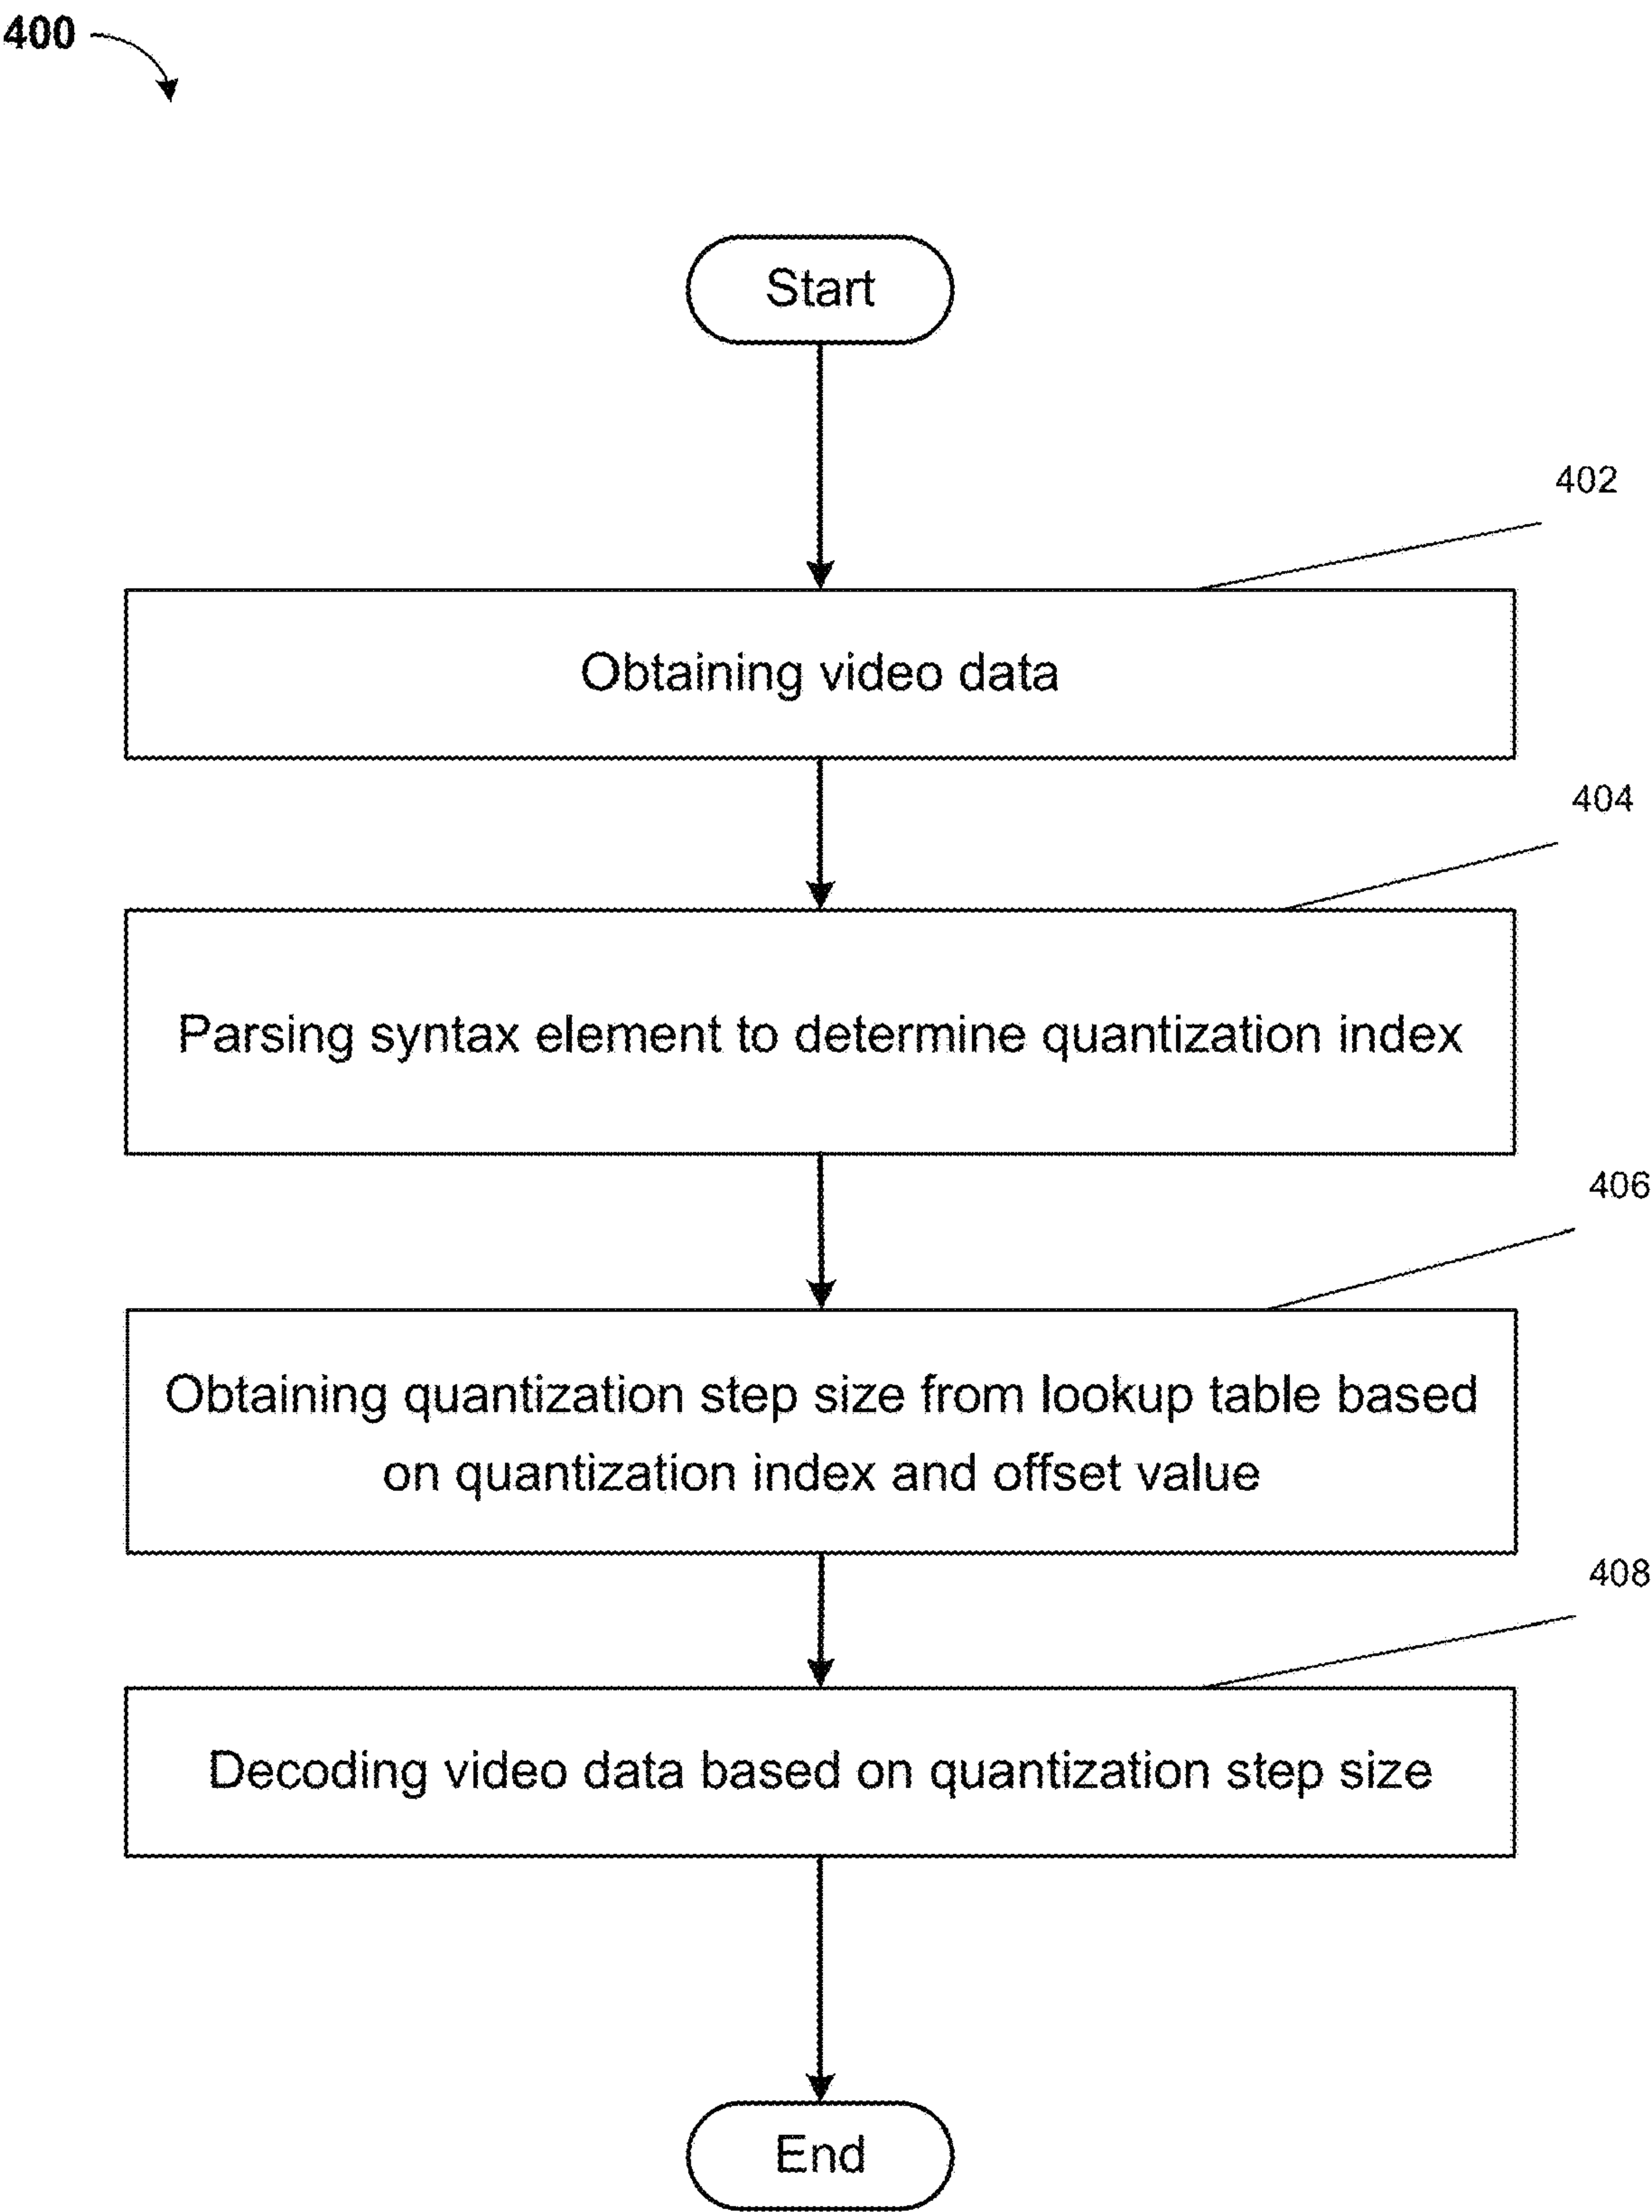 400
Start
402
Obtaining video data
404
Parsing syntax element to determine quantization index
406
Obtaining quantization step size from lookup table based
on quantization index and offset value
408
Decoding video data based on quantization step size
End